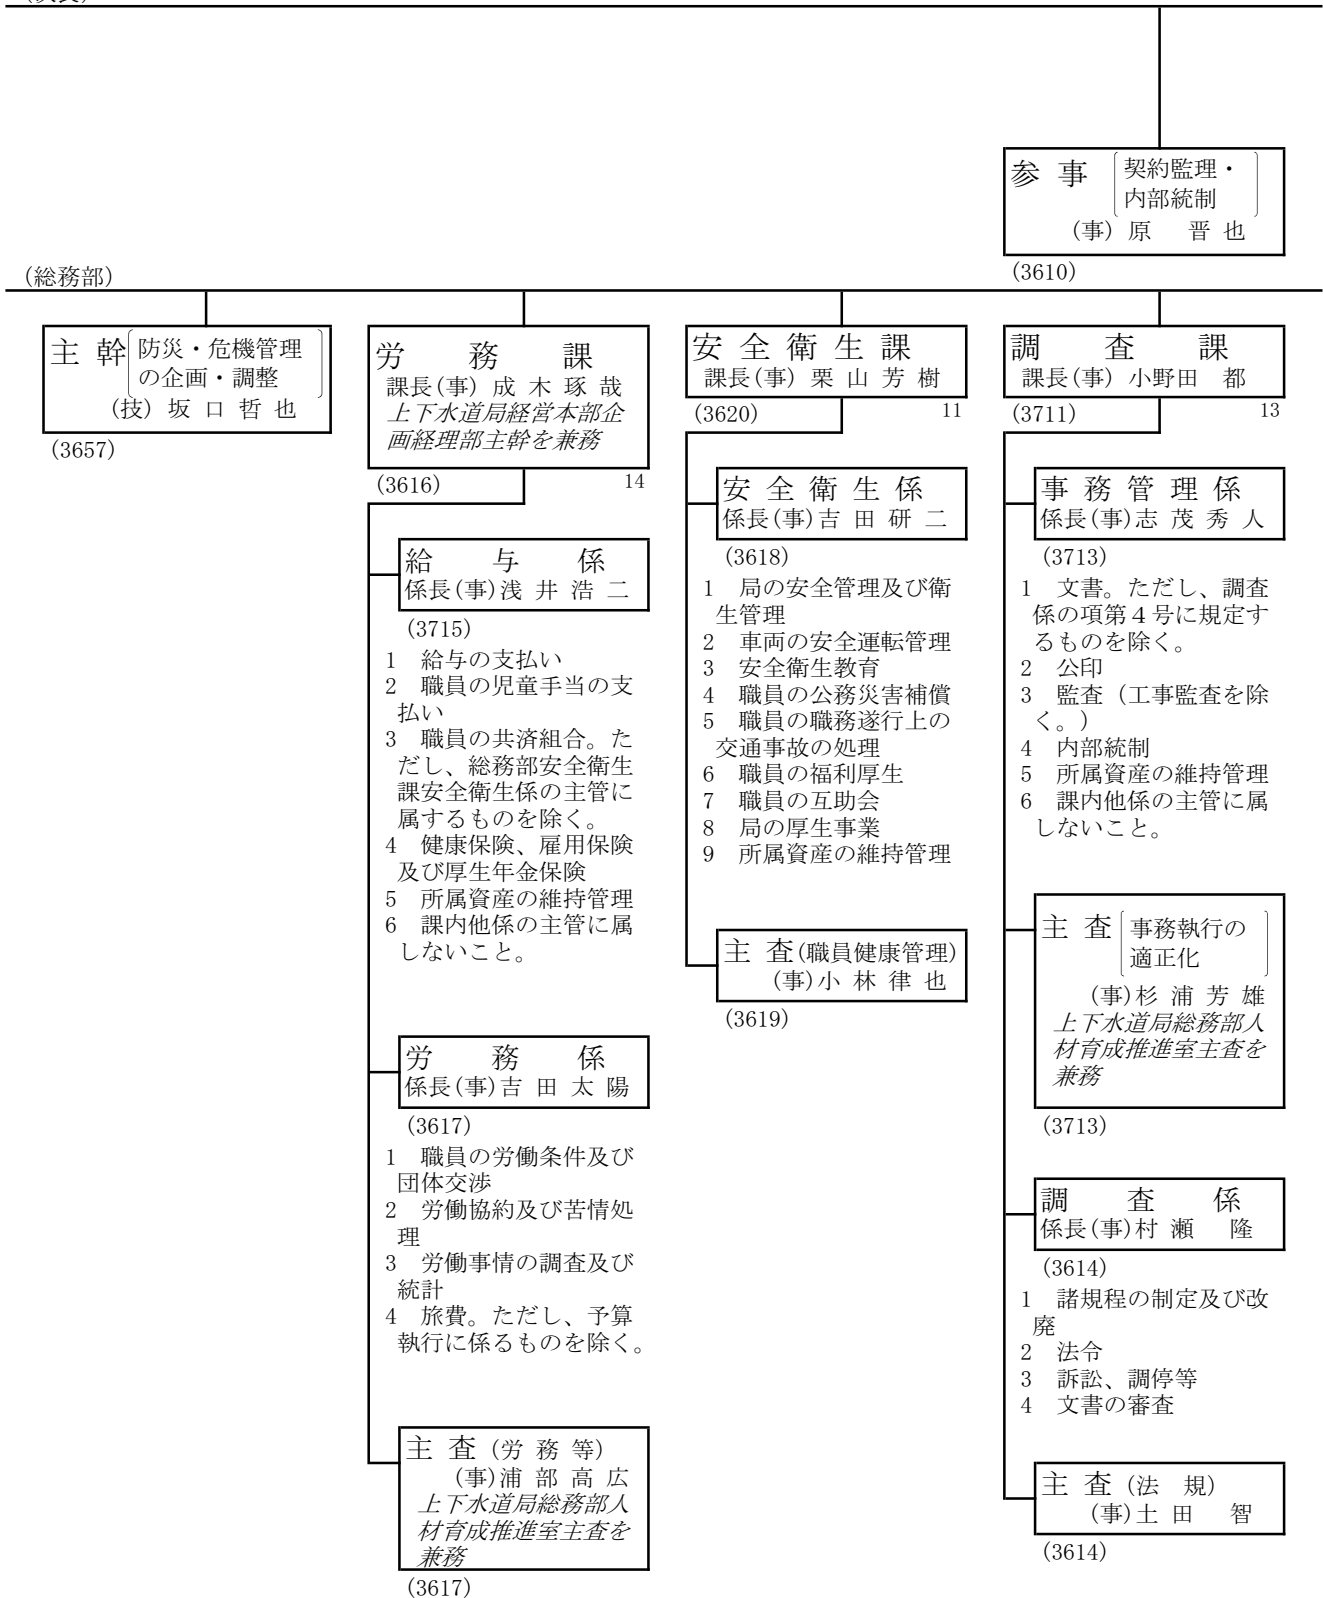 参事 契約監理・
内部統制
(事) 原 晋也
(3610)
(総務部)
主幹 防災・危機管理
の企画・調整
(技) 坂口哲也
(3657)
労務課
課長(事) 成木琢哉
上下水道局経営本部企
画経理部主幹を兼務
(3616) 14
給与係
係長(事)浅井浩二
(3715)
1 給与の支払い
2 職員の児童手当の支
払い
3 職員の共済組合。た
だし、総務部安全衛生
課安全衛生係の主管に
属するものを除く。
4 健康保険、雇用保険
及び厚生年金保険
5 所属資産の維持管理
6 課内他係の主管に属
しないこと。
労務係
係長(事)吉田太陽
(3617)
1 職員の労働条件及び
団体交渉
2 労働協約及び苦情処
理
3 労働事情の調査及び
統計
4 旅費。ただし、予算
執行に係るものを除く。
主査(労務等)
(事)浦部高広
上下水道局総務部人
材育成推進室主査を
兼務
(3617)
安全衛生課
課長(事) 栗山芳樹
(3620) 11
安全衛生係
係長(事)吉田研二
(3618)
1 局の安全管理及び衛
生管理
2 車両の安全運転管理
3 安全衛生教育
4 職員の公務災害補償
5 職員の職務遂行上の
交通事故の処理
6 職員の福利厚生
7 職員の互助会
8 局の厚生事業
9 所属資産の維持管理
主査(職員健康管理)
(事)小林律也
(3619)
調査課
課長(事) 小野田 都
(3711) 13
事務管理係
係長(事)志茂秀人
(3713)
1 文書。ただし、調査
係の項第4号に規定す
るものを除く。
2 公印
3 監査(工事監査を除
く。)
4 内部統制
5 所属資産の維持管理
6 課内他係の主管に属
しないこと。
主査 事務執行の
適正化
(事)杉浦芳雄
上下水道局総務部人
材育成推進室主査を
兼務
(3713)
調査係
係長(事)村瀬 隆
(3614)
1 諸規程の制定及び改
廃
2 法令
3 訴訟、調停等
4 文書の審査
主査(法規)
(事)土田 智
(3614)